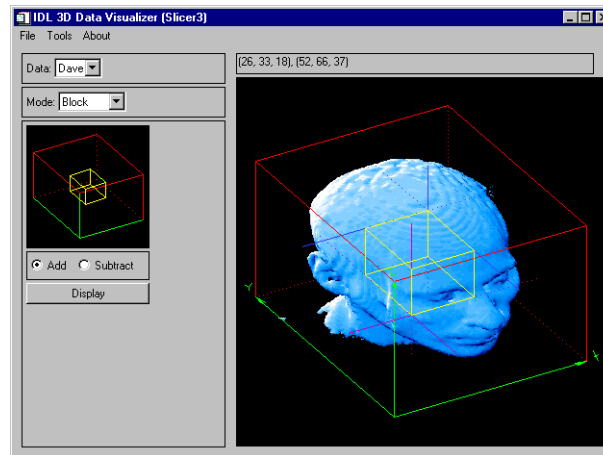 IDL 3D Data Visualizer (Slicer3)
File Tools About
Data: Dave
(26, 33, 18), (52, 66, 37)
Mode: Block
Add Subtract
Display
Y
X